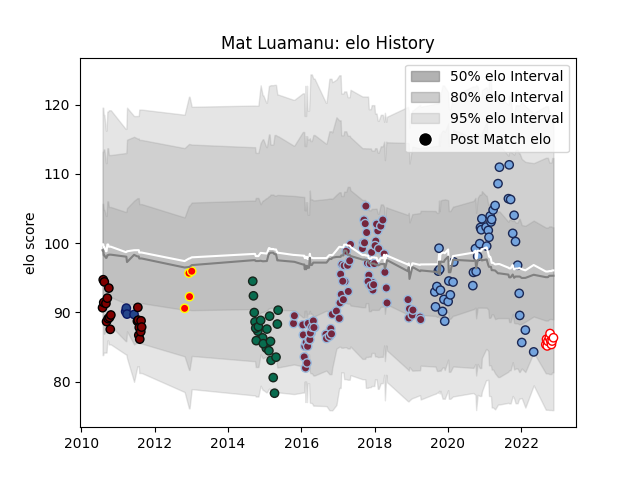 Mat Luamanu: elo History
50% elo Interval
80% elo Interval
95% elo Interval
Post Match elo
elo score
120
110
100
90
80
2010 2012 2014 2016 2018 2020 2022